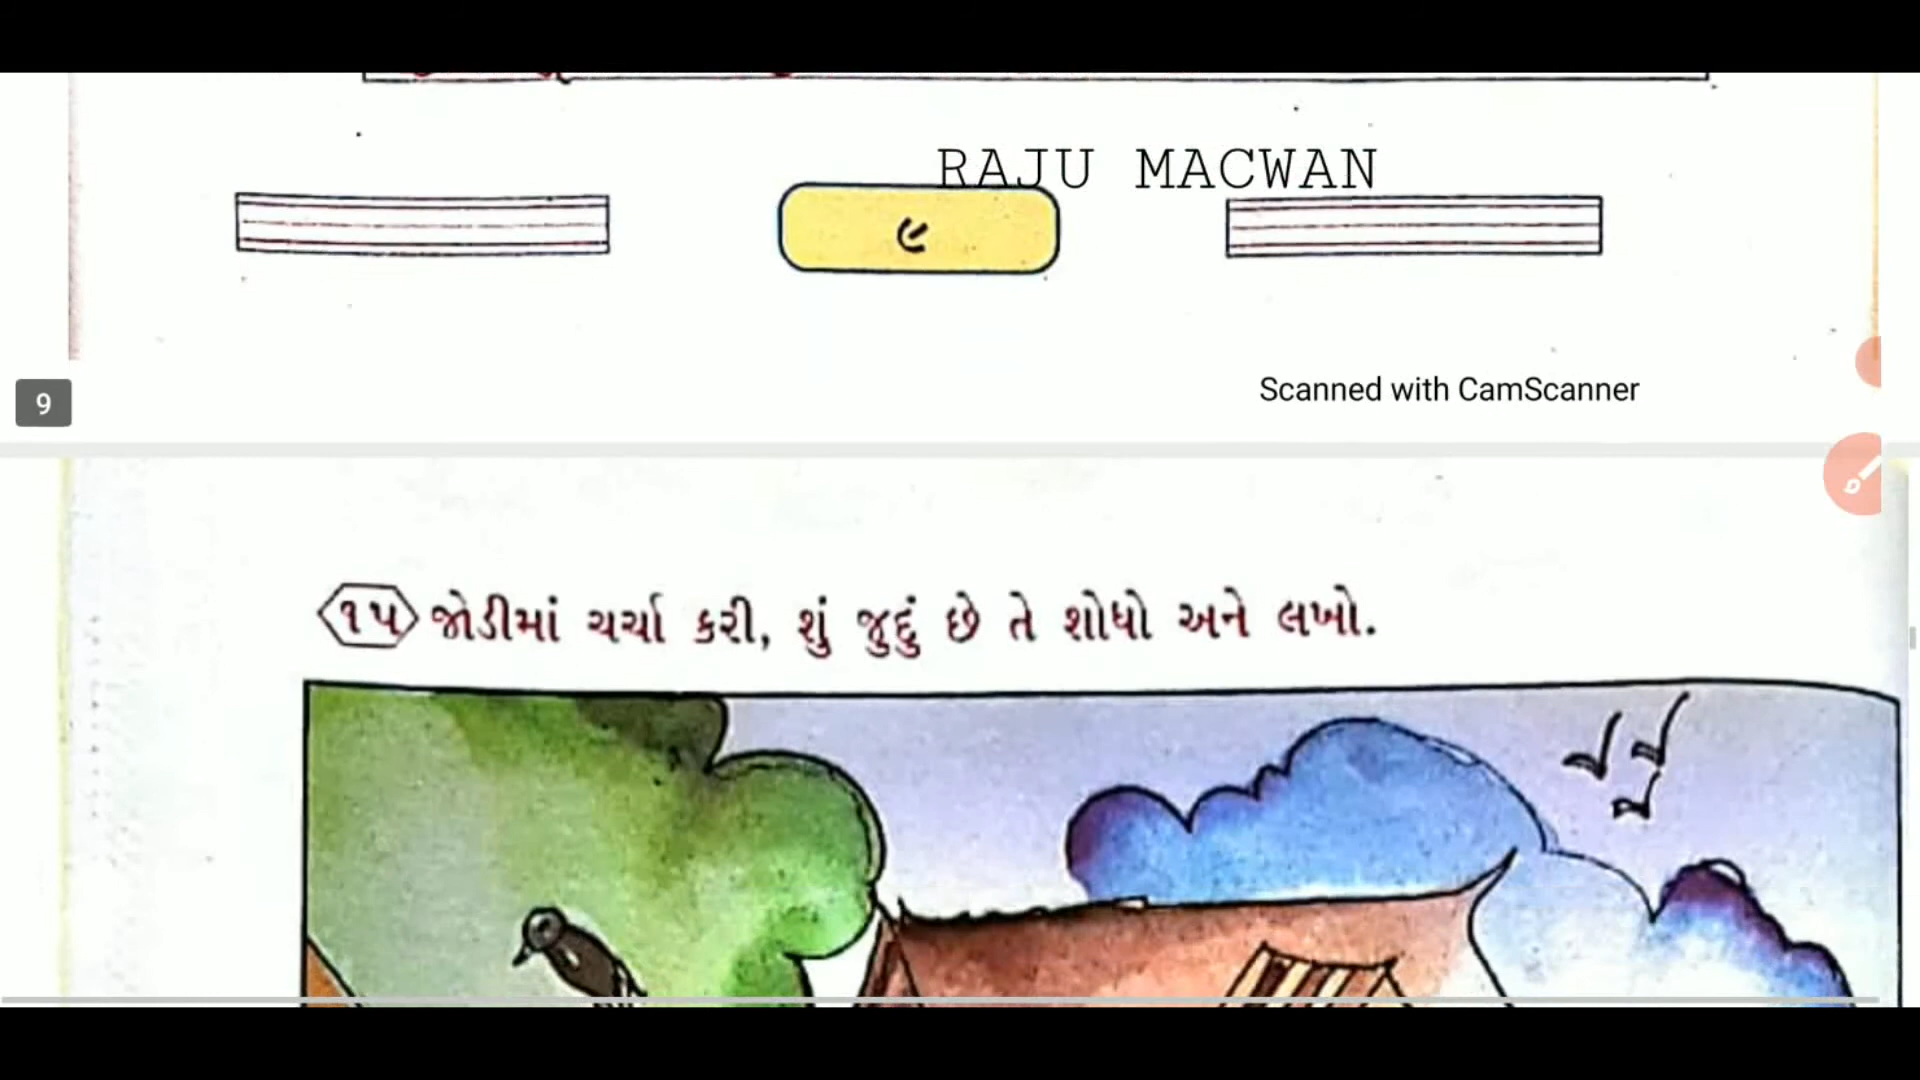 RAJU MACWAN
૯
Scanned with CamScanner
9
૧૫ જોડીમાં ચર્ચા કરી, શું જુદું છે તે શોધો અને લખો.